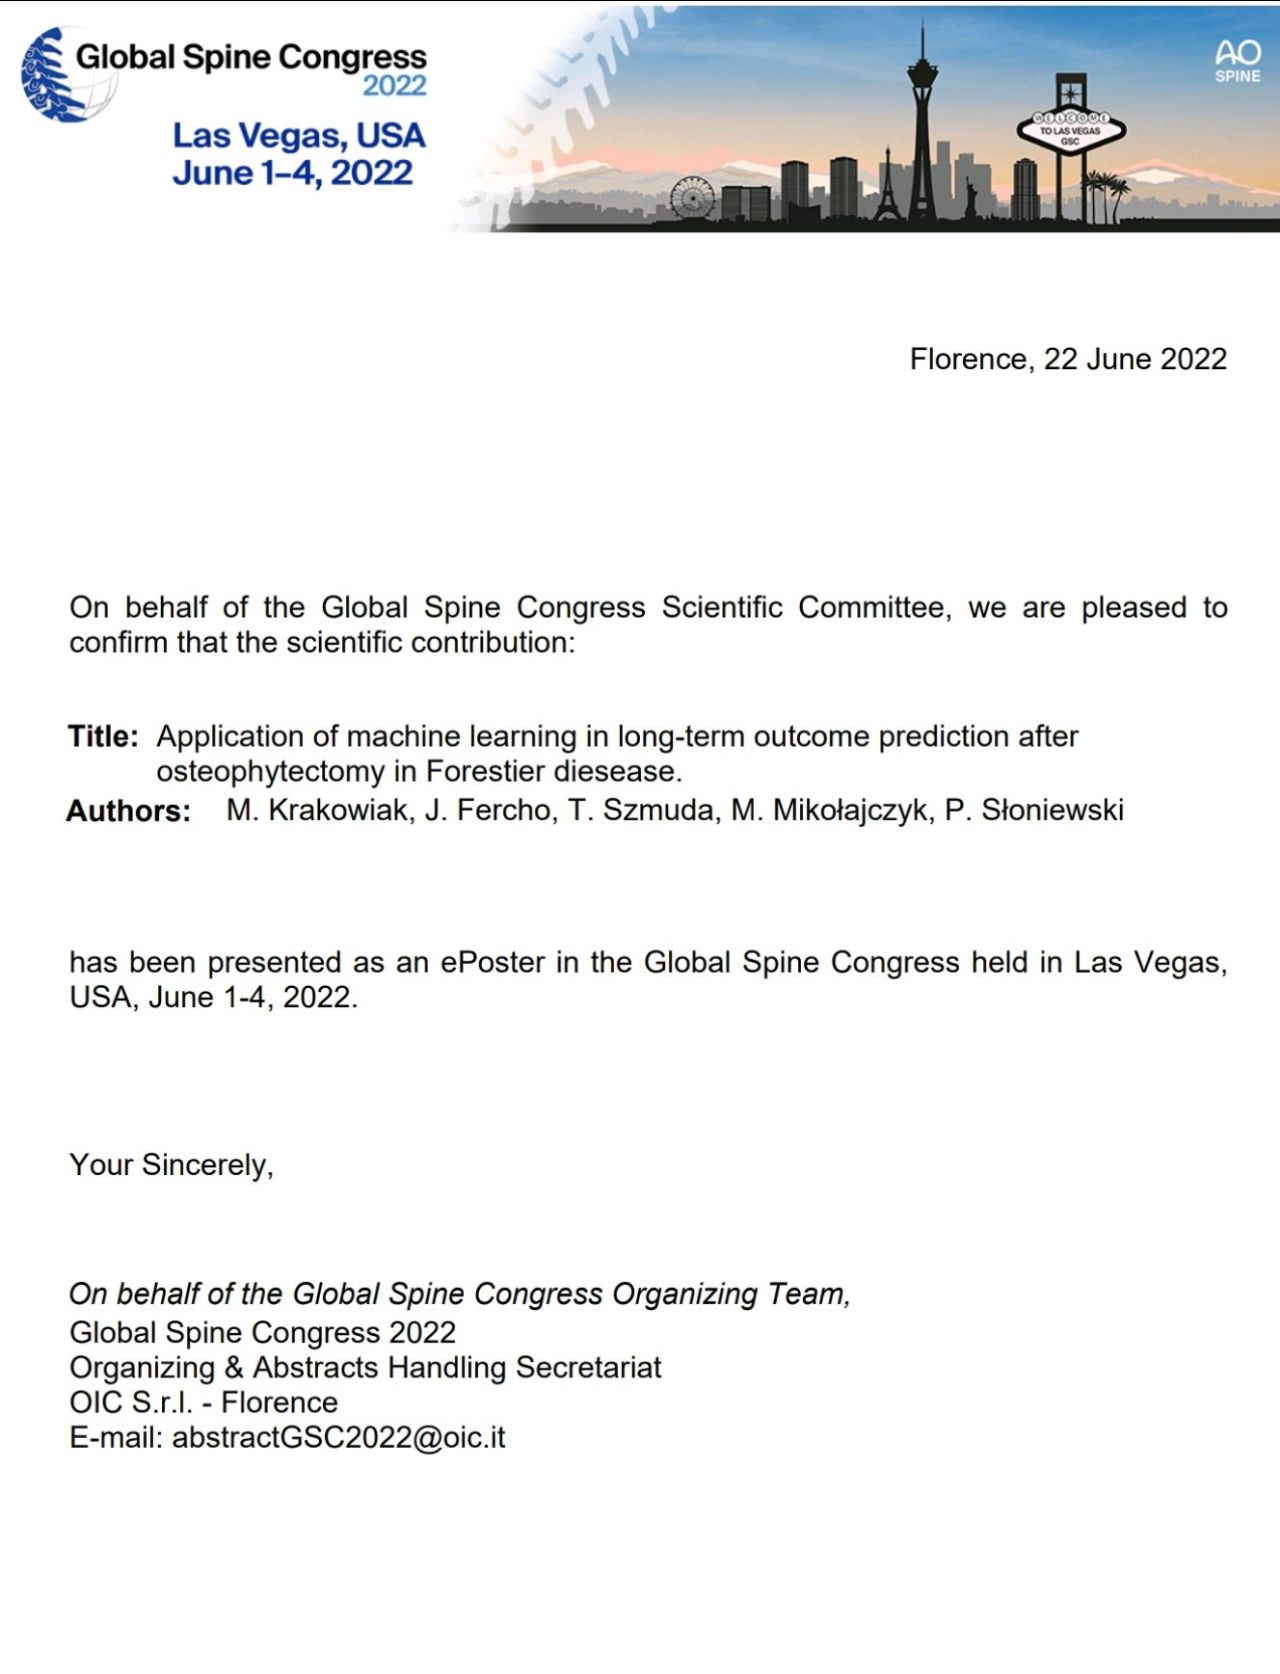 Global Spine Congress
2022
Las Vegas, USA
June 1–4, 2022
AO
SPINE
WELCOME
TO LAS VEGAS
GSC
Florence, 22 June 2022
On behalf of the Global Spine Congress Scientific Committee, we are pleased to
confirm that the scientific contribution:
Title: Application of machine learning in long-term outcome prediction after
osteophytectomy in Forestier diesease.
Authors: M. Krakowiak, J. Fercho, T. Szmuda, M. Mikołajczyk, P. Słoniewski
has been presented as an ePoster in the Global Spine Congress held in Las Vegas,
USA, June 1-4, 2022.
Your Sincerely,
On behalf of the Global Spine Congress Organizing Team,
Global Spine Congress 2022
Organizing & Abstracts Handling Secretariat
OIC S.r.l. - Florence
E-mail: abstractGSC2022@oic.it